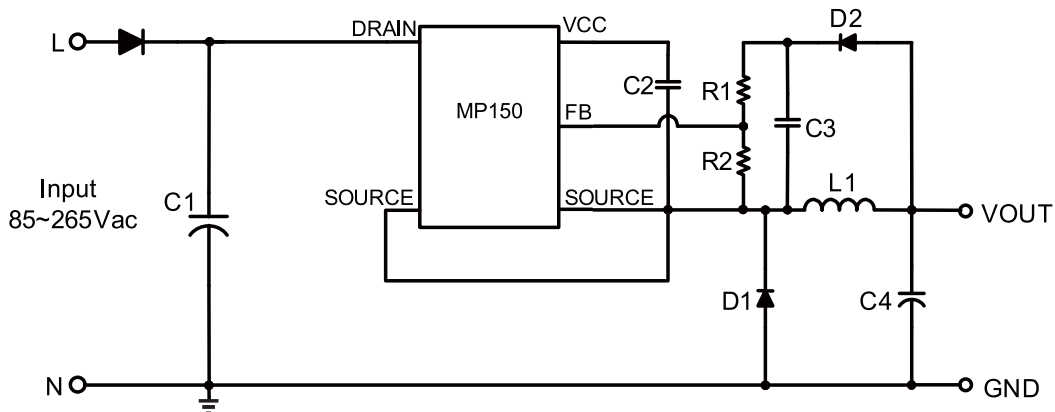 D2
L
DRAIN
VCC
C2
R1
MP150
FB
C3
R2
L1
Input
85~265Vac
C1
SOURCE
SOURCE
VOUT
D1
C4
N
GND